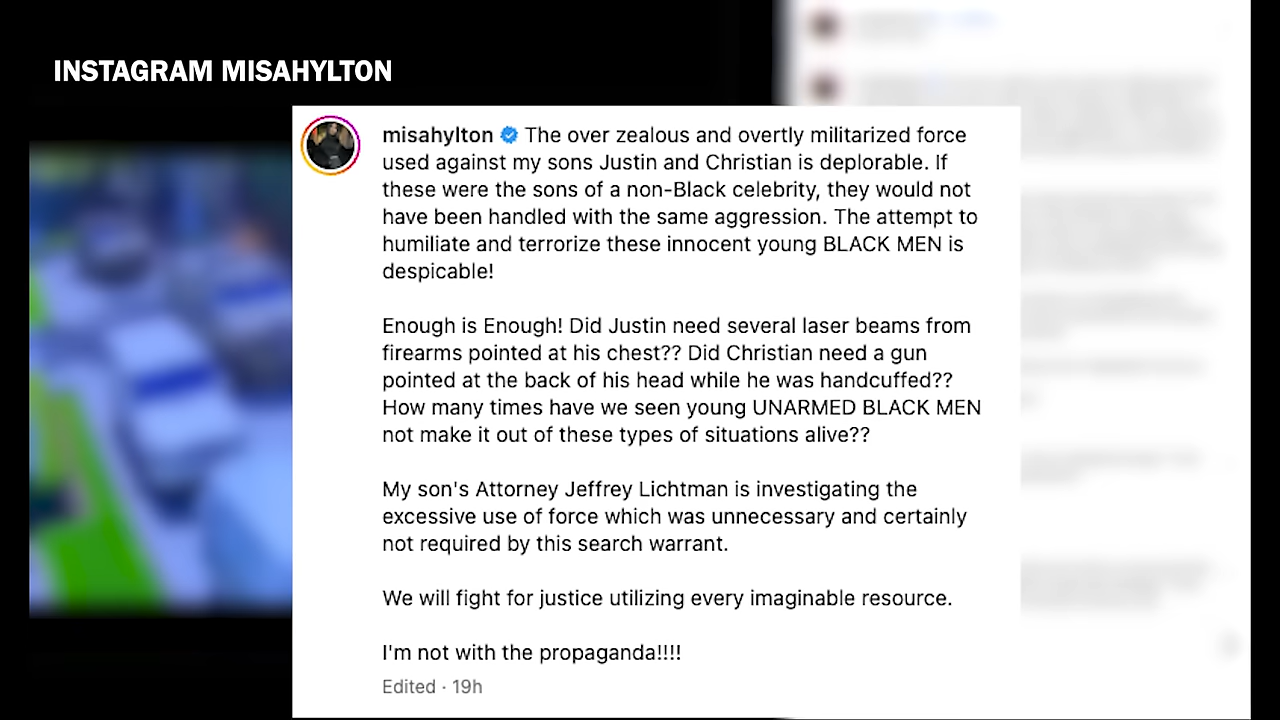 INSTAGRAM MISAHYLTON
misahylton The over zealous and overtly militarized force
used against my sons Justin and Christian is deplorable. If
these were the sons of a non-Black celebrity, they would not
have been handled with the same aggression. The attempt to
humiliate and terrorize these innocent young BLACK MEN is
despicable!
Enough is Enough! Did Justin need several laser beams from
firearms pointed at his chest?? Did Christian need a gun
pointed at the back of his head while he was handcuffed??
How many times have we seen young UNARMED BLACK MEN
not make it out of these types of situations alive??
My son's Attorney Jeffrey Lichtman is investigating the
excessive use of force which was unnecessary and certainly
not required by this search warrant.
We will fight for justice utilizing every imaginable resource.
I'm not with the propaganda!!!!
Edited · 19h